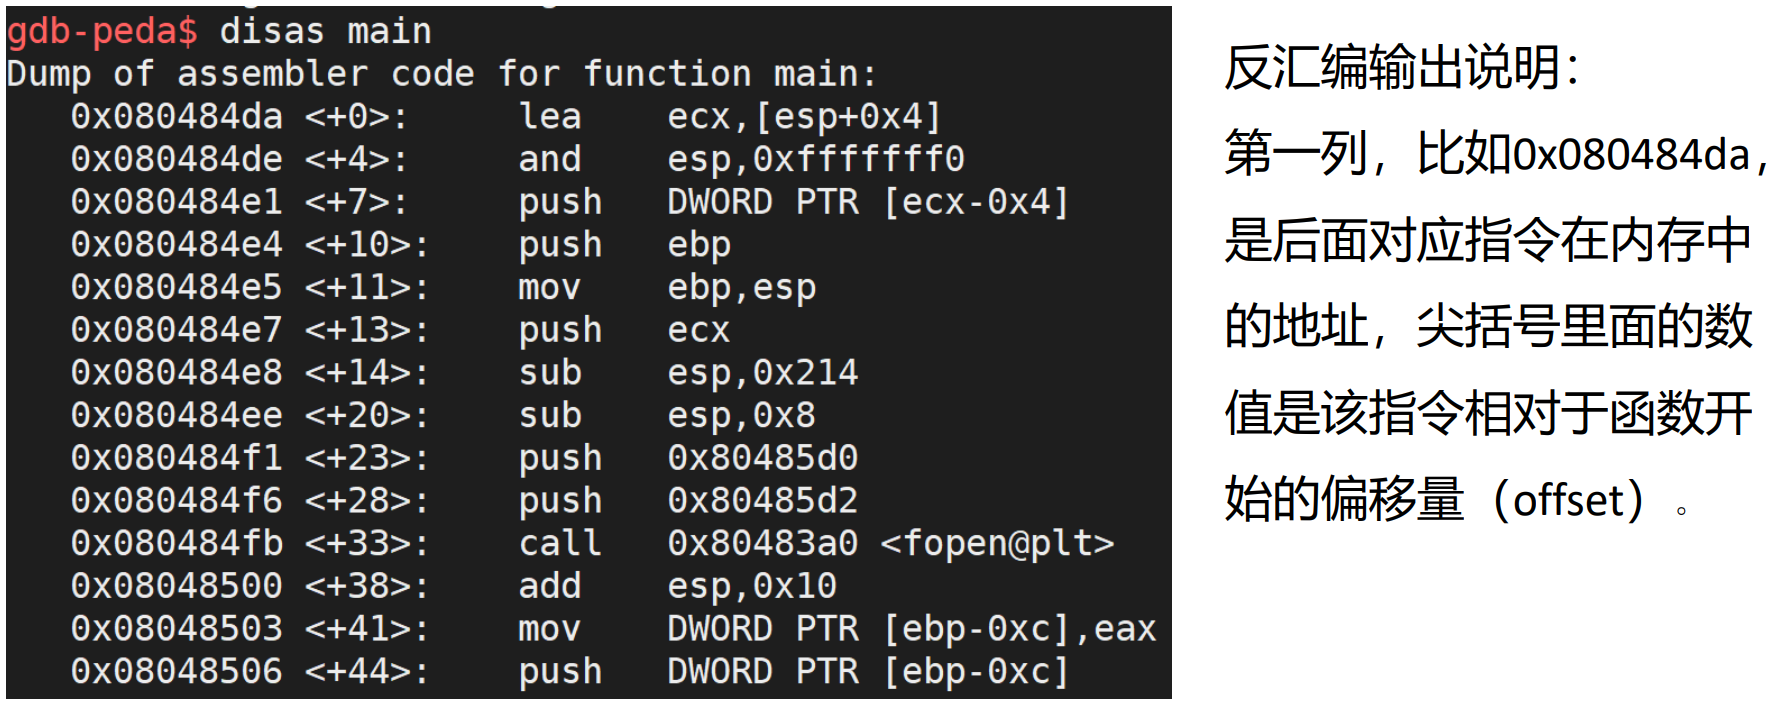 gdb-peda$ disas main
Dump of assembler code for function main:
0x080484da <+0>: lea ecx,[esp+0x4]
0x080484de <+4>: and esp,0xfffffff0
0x080484e1 <+7>: push DWORD PTR [ecx-0x4]
0x080484e4 <+10>: push ebp
0x080484e5 <+11>: mov ebp,esp
0x080484e7 <+13>: push ecx
0x080484e8 <+14>: sub esp,0x214
0x080484ee <+20>: sub esp,0x8
0x080484f1 <+23>: push 0x80485d0
0x080484f6 <+28>: push 0x80485d2
0x080484fb <+33>: call 0x80483a0 <fopen@plt>
0x08048500 <+38>: add esp,0x10
0x08048503 <+41>: mov DWORD PTR [ebp-0xc],eax
0x08048506 <+44>: push DWORD PTR [ebp-0xc]
反汇编输出说明：
第一列，比如0x080484da，
是后面对应指令在内存中
的地址，尖括号里面的数
值是该指令相对于函数开
始的偏移量（offset）。